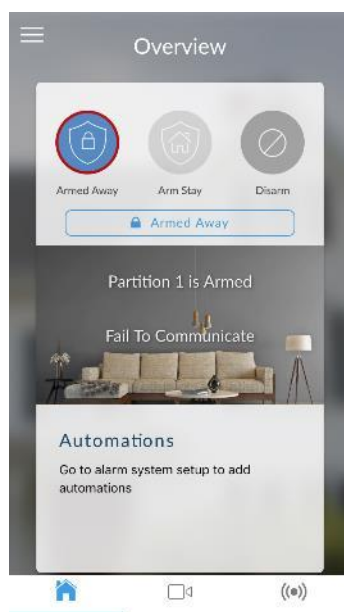 Overview
Armed Away Arm Stay Disarm
Armed Away
Partition 1 is Armed
Fail To Communicate
Automations
Go to alarm system setup to add
automations